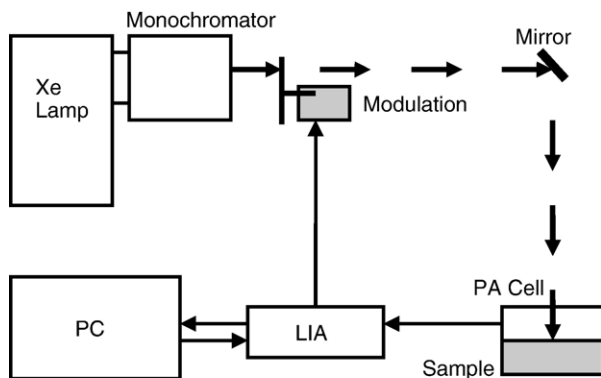 Monochromator
Xe
Lamp
Mirror
Modulation
PA Cell
PC
LIA
Sample